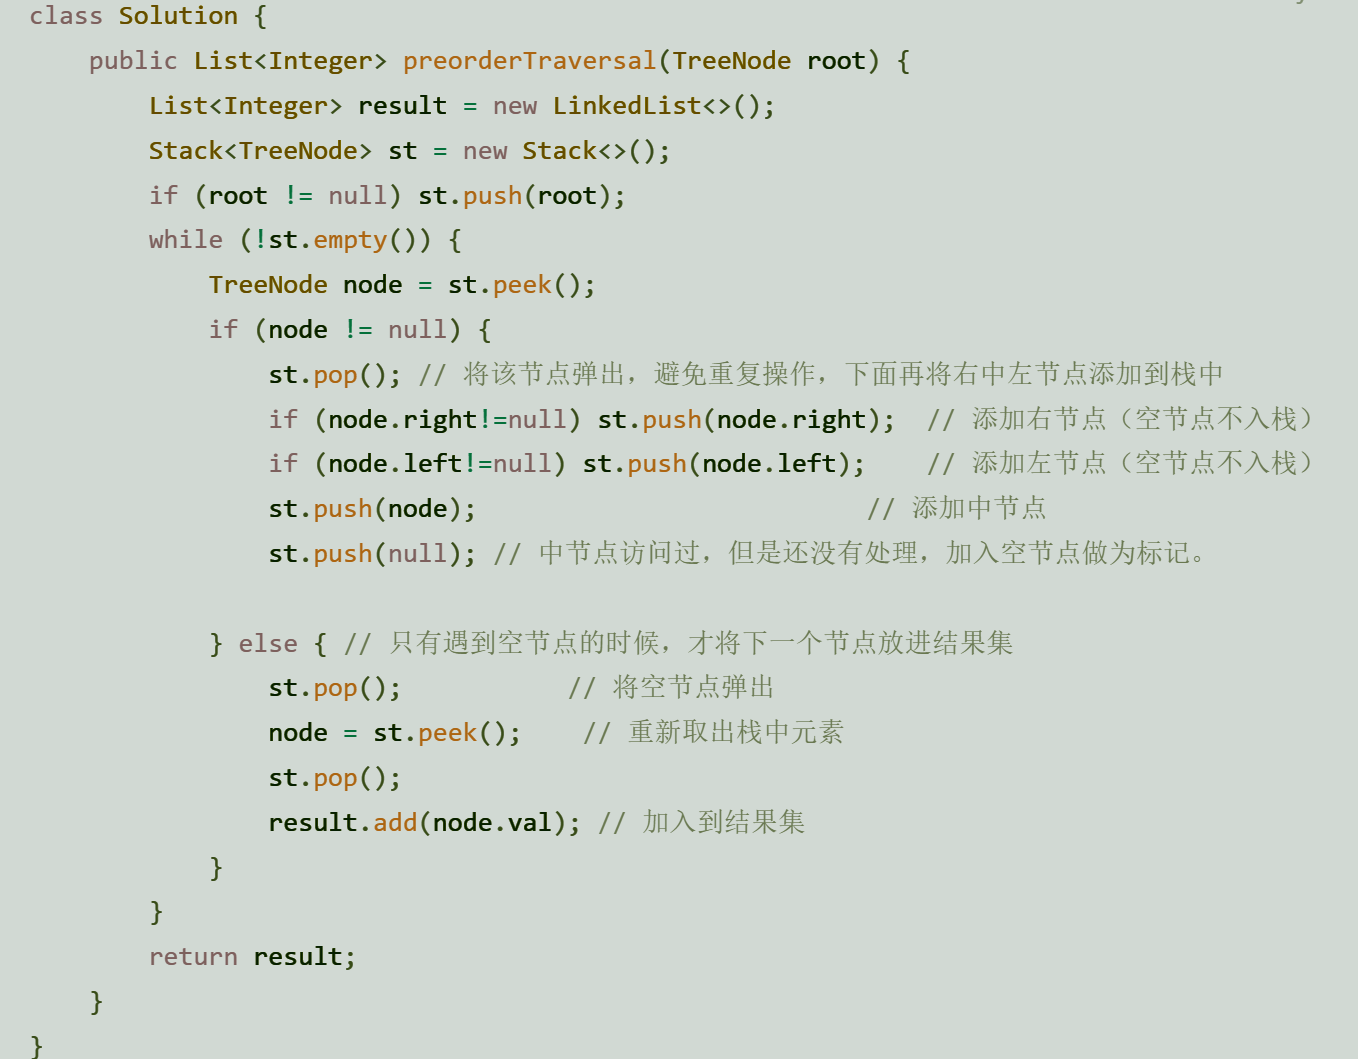 class Solution {
    public List<Integer> preorderTraversal(TreeNode root) {
        List<Integer> result = new LinkedList<>();
        Stack<TreeNode> st = new Stack<>();
        if (root != null) st.push(root);
        while (!st.empty()) {
            TreeNode node = st.peek();
            if (node != null) {
                st.pop(); // 将该节点弹出，避免重复操作，下面再将右中左节点添加到栈中
                if (node.right!=null) st.push(node.right);  // 添加右节点（空节点不入栈）
                if (node.left!=null) st.push(node.left);    // 添加左节点（空节点不入栈）
                st.push(node);                          // 添加中节点
                st.push(null); // 中节点访问过，但是还没有处理，加入空节点做为标记。
            } else { // 只有遇到空节点的时候，才将下一个节点放进结果集
                st.pop();           // 将空节点弹出
                node = st.peek();    // 重新取出栈中元素
                st.pop();
                result.add(node.val); // 加入到结果集
            }
        }
        return result;
    }
}